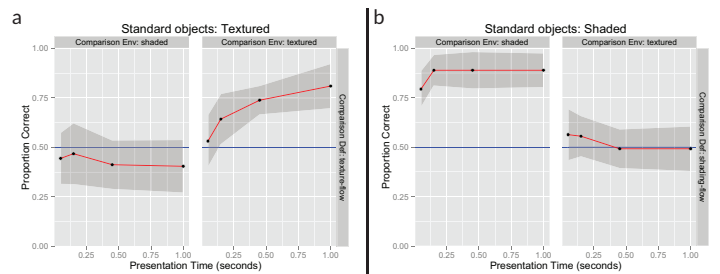 a
Standard objects: Textured
Comparison Env: shaded
Comparison Env: textured
Proportion Correct
1.00
0.75
0.50
0.25
0.00
Comparison Def: texture-flow
0.25 0.50 0.75 1.00
0.25 0.50 0.75 1.00
Presentation Time (seconds)
b
Standard objects: Shaded
Comparison Env: shaded
Comparison Env: textured
Proportion Correct
1.00
0.75
0.50
0.25
0.00
Comparison Def: shading-flow
0.25 0.50 0.75 1.00
0.25 0.50 0.75 1.00
Presentation Time (seconds)